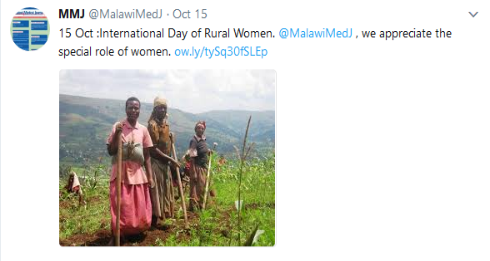 MMJ @MalawiMedJ · Oct 15
15 Oct :International Day of Rural Women. @MalawiMedJ , we appreciate the
special role of women. ow.ly/tySq30fSLEp